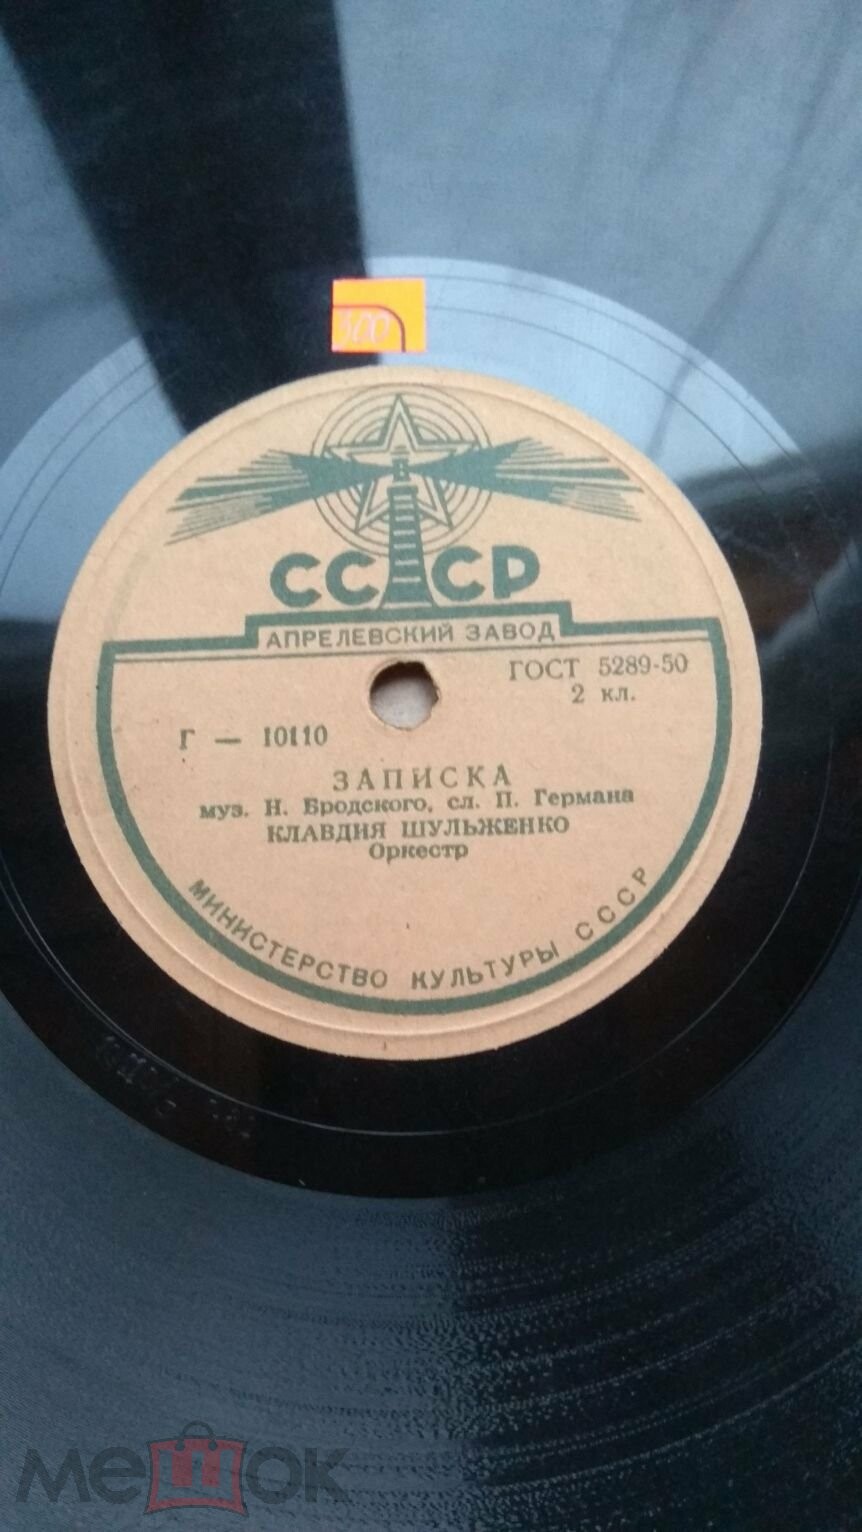 300
СССР
АПРЕЛЕВСКИЙ ЗАВОД
ГОСТ 5289-50
2 кл.
Г — 10110
ЗАПИСКА
муз. Н. Бродского, сл. П. Германа
КЛАВДИЯ ШУЛЬЖЕНКО
Оркестр
МИНИСТЕРСТВО КУЛЬТУРЫ СССР
мешок